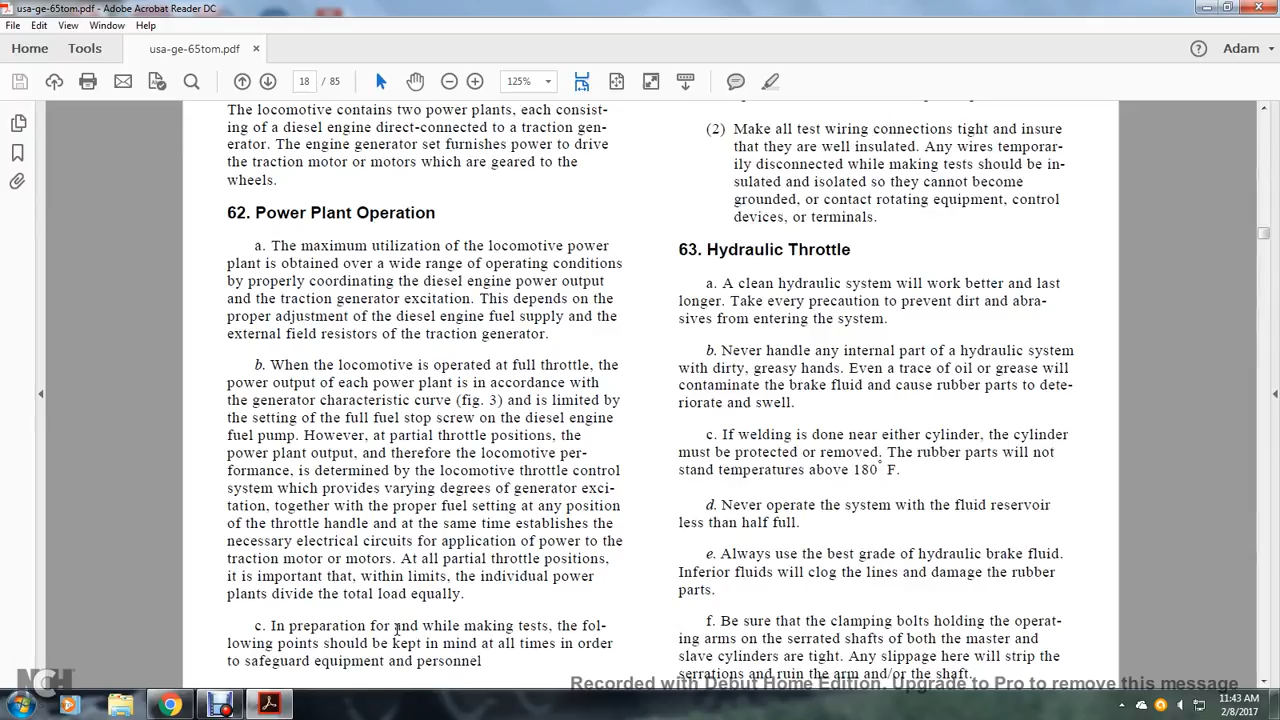 usa-ge-65tom.pdf - Adobe Acrobat Reader DC
File Edit View Window Help
Home Tools usa-ge-65tom.pdf × Adam
18 / 85 125%
The locomotive contains two power plants, each consist-
ing of a diesel engine direct-connected to a traction gen-
erator. The engine generator set furnishes power to drive
the traction motor or motors which are geared to the
wheels.
62. Power Plant Operation
a. The maximum utilization of the locomotive power
plant is obtained over a wide range of operating conditions
by properly coordinating the diesel engine power output
and the traction generator excitation. This depends on the
proper adjustment of the diesel engine fuel supply and the
external field resistors of the traction generator.
b. When the locomotive is operated at full throttle, the
power output of each power plant is in accordance with
the generator characteristic curve (fig. 3) and is limited by
the setting of the full fuel stop screw on the diesel engine
fuel pump. However, at partial throttle positions, the
power plant output, and therefore the locomotive per-
formance, is determined by the locomotive throttle control
system which provides varying degrees of generator exci-
tation, together with the proper fuel setting at any position
of the throttle handle and at the same time establishes the
necessary electrical circuits for application of power to the
traction motor or motors. At all partial throttle positions,
it is important that, within limits, the individual power
plants divide the total load equally.
c. In preparation for and while making tests, the fol-
lowing points should be kept in mind at all times in order
to safeguard equipment and personnel
(2) Make all test wiring connections tight and insure
that they are well insulated. Any wires temporar-
ily disconnected while making tests should be in-
sulated and isolated so they cannot become
grounded, or contact rotating equipment, control
devices, or terminals.
63. Hydraulic Throttle
a. A clean hydraulic system will work better and last
longer. Take every precaution to prevent dirt and abra-
sives from entering the system.
b. Never handle any internal part of a hydraulic system
with dirty, greasy hands. Even a trace of oil or grease will
contaminate the brake fluid and cause rubber parts to dete-
riorate and swell.
c. If welding is done near either cylinder, the cylinder
must be protected or removed. The rubber parts will not
stand temperatures above 180° F.
d. Never operate the system with the fluid reservoir
less than half full.
e. Always use the best grade of hydraulic brake fluid.
Inferior fluids will clog the lines and damage the rubber
parts.
f. Be sure that the clamping bolts holding the operat-
ing arms on the serrated shafts of both the master and
slave cylinders are tight. Any slippage here will strip the
serrations and ruin the arm and/or the shaft.
NCH
Recorded with Debut Home Edition. Upgrade to Pro to remove this message
11:43 AM
2/8/2017